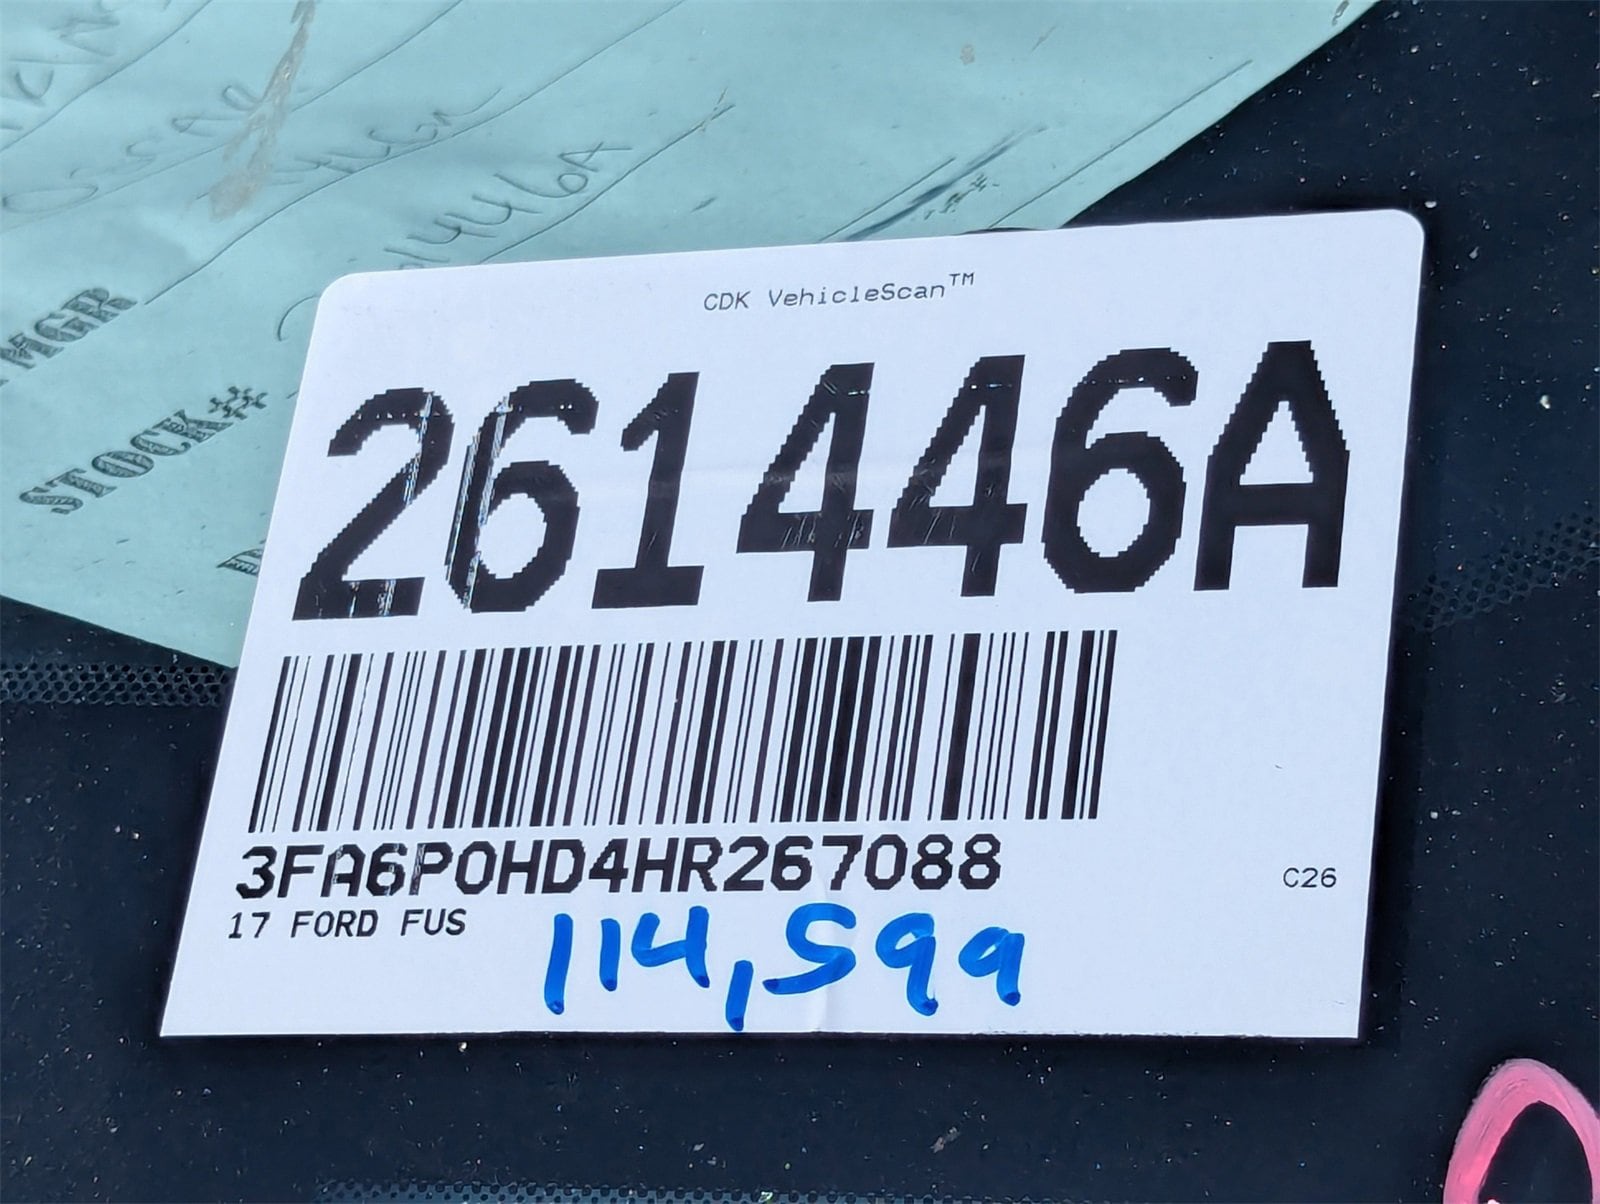 MGR
STOCK#
CDK VehicleScan™
261446A
3FA6P0HD4HR267088
17 FORD FUS
C26
114,599